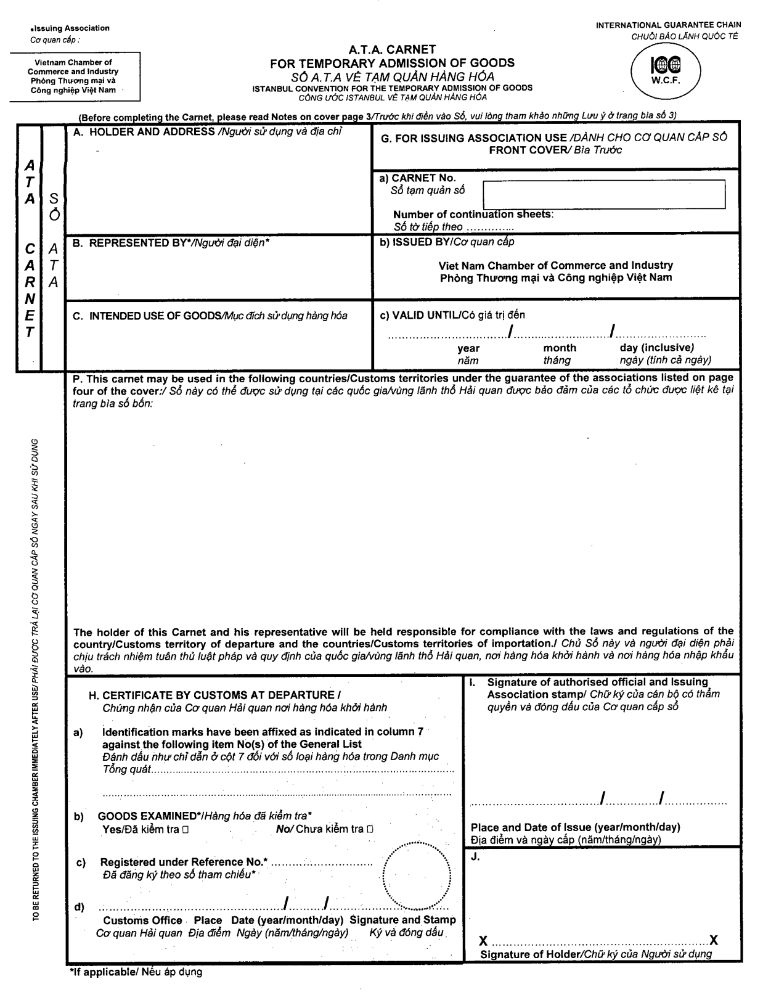 Issuing Association
Cơ quan cấp :
Vietnam Chamber of
Commerce and Industry
Phòng Thương mại và
Công nghiệp Việt Nam
A.T.A. CARNET
FOR TEMPORARY ADMISSION OF GOODS
SỔ A.T.A VỀ TẠM QUẢN HÀNG HÓA
ISTANBUL CONVENTION FOR THE TEMPORARY ADMISSION OF GOODS
CÔNG ƯỚC ISTANBUL VỀ TẠM QUẢN HÀNG HÓA
INTERNATIONAL GUARANTEE CHAIN
CHUỖI BẢO LÃNH QUỐC TẾ
ICC
W.C.F.
(Before completing the Carnet, please read Notes on cover page 3/Trước khi điền vào Sổ, vui lòng tham khảo những Lưu ý ở trang bìa số 3)
ATA CARNET
SỔ ATA
A. HOLDER AND ADDRESS /Người sử dụng và địa chỉ
G. FOR ISSUING ASSOCIATION USE /DÀNH CHO CƠ QUAN CẤP SỔ
FRONT COVER/ Bìa Trước
a) CARNET No.
Sổ tạm quản số
Number of continuation sheets:
Số tờ tiếp theo ..............
B. REPRESENTED BY*/Người đại diện*
b) ISSUED BY/Cơ quan cấp
Viet Nam Chamber of Commerce and Industry
Phòng Thương mại và Công nghiệp Việt Nam
C. INTENDED USE OF GOODS/Mục đích sử dụng hàng hóa
c) VALID UNTIL/Có giá trị đến
................................/........................./.........................
year month day (inclusive)
năm tháng ngày (tính cả ngày)
P. This carnet may be used in the following countries/Customs territories under the guarantee of the associations listed on page
four of the cover:/ Sổ này có thể được sử dụng tại các quốc gia/vùng lãnh thổ Hải quan được bảo đảm của các tổ chức được liệt kê tại
trang bìa số bốn:
The holder of this Carnet and his representative will be held responsible for compliance with the laws and regulations of the
country/Customs territory of departure and the countries/Customs territories of importation./ Chủ Sổ này và người đại diện phải
chịu trách nhiệm tuân thủ luật pháp và quy định của quốc gia/vùng lãnh thổ Hải quan, nơi hàng hóa khởi hành và nơi hàng hóa nhập khẩu
vào.
TO BE RETURNED TO THE ISSUING CHAMBER IMMEDIATELY AFTER USE/ PHẢI ĐƯỢC TRẢ LẠI CƠ QUAN CẤP SỔ NGAY SAU KHI SỬ DỤNG
H. CERTIFICATE BY CUSTOMS AT DEPARTURE /
Chứng nhận của Cơ quan Hải quan nơi hàng hóa khởi hành
a) Identification marks have been affixed as indicated in column 7
against the following item No(s) of the General List
Đánh dấu như chỉ dẫn ở cột 7 đối với số loại hàng hóa trong Danh mục
Tổng quát................................................................................
................................................................................
b) GOODS EXAMINED*/Hàng hóa đã kiểm tra*
Yes/Đã kiểm tra □ No/ Chưa kiểm tra □
c) Registered under Reference No.* ............................
Đã đăng ký theo số tham chiếu*
d) ................................................../........../................................
Customs Office Place Date (year/month/day) Signature and Stamp
Cơ quan Hải quan Địa điểm Ngày (năm/tháng/ngày) Ký và đóng dấu
I. Signature of authorised official and Issuing
Association stamp/ Chữ ký của cán bộ có thẩm
quyền và đóng dấu của Cơ quan cấp sổ
..................................../.............../..................
Place and Date of Issue (year/month/day)
Địa điểm và ngày cấp (năm/tháng/ngày)
J.
X ............................................................X
Signature of Holder/Chữ ký của Người sử dụng
*If applicable/ Nếu áp dụng